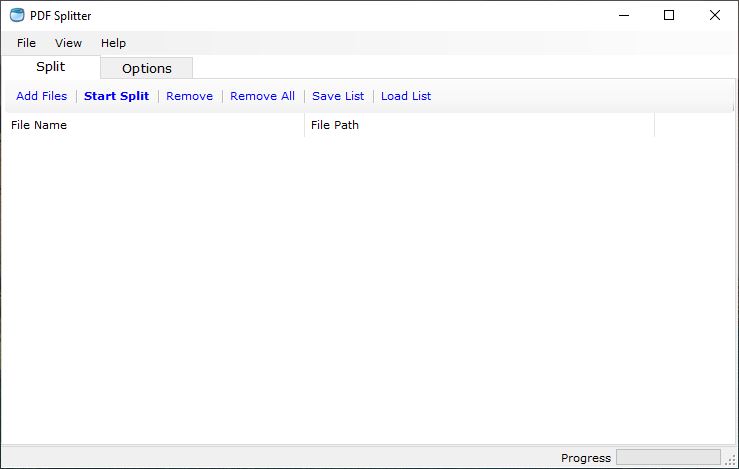 PDF Splitter
File View Help
Split Options
Add Files Start Split Remove Remove All Save List Load List
File Name File Path
Progress